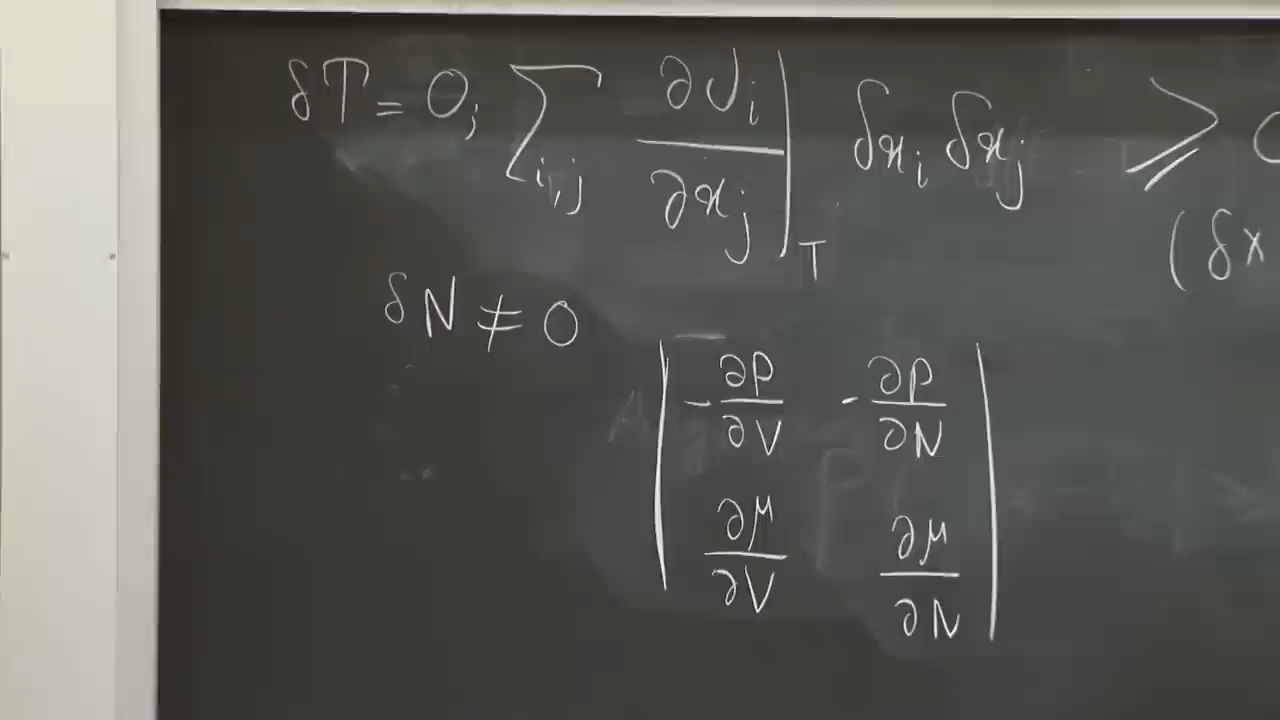 δT = 0; ∑_{i,j} ∂J_i/∂x_j |_T δx_i δx_j ⩾ 0
(δx
δN ≠ 0
| -∂P/∂V -∂P/∂N |
| ∂μ/∂V ∂μ/∂N |